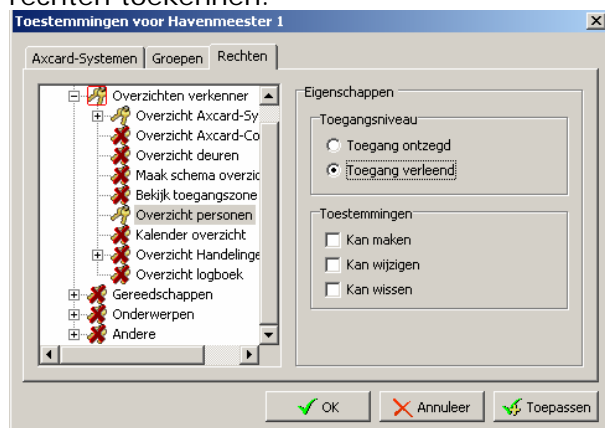 rechten toekennen.
Toestemmingen voor Havenmeester 1
Axcard-Systemen Groepen Rechten
Overzichten verkenner
Overzicht Axcard-Sy
Overzicht Axcard-Co
Overzicht deuren
Maak schema overzic
Bekijk toegangszone
Overzicht personen
Kalender overzicht
Overzicht Handelinge
Overzicht logboek
Gereedschappen
Onderwerpen
Andere
Eigenschappen
Toegangsniveau
Toegang ontzegd
Toegang verleend
Toestemmingen
Kan maken
Kan wijzigen
Kan wissen
OK Annuleer Toepassen